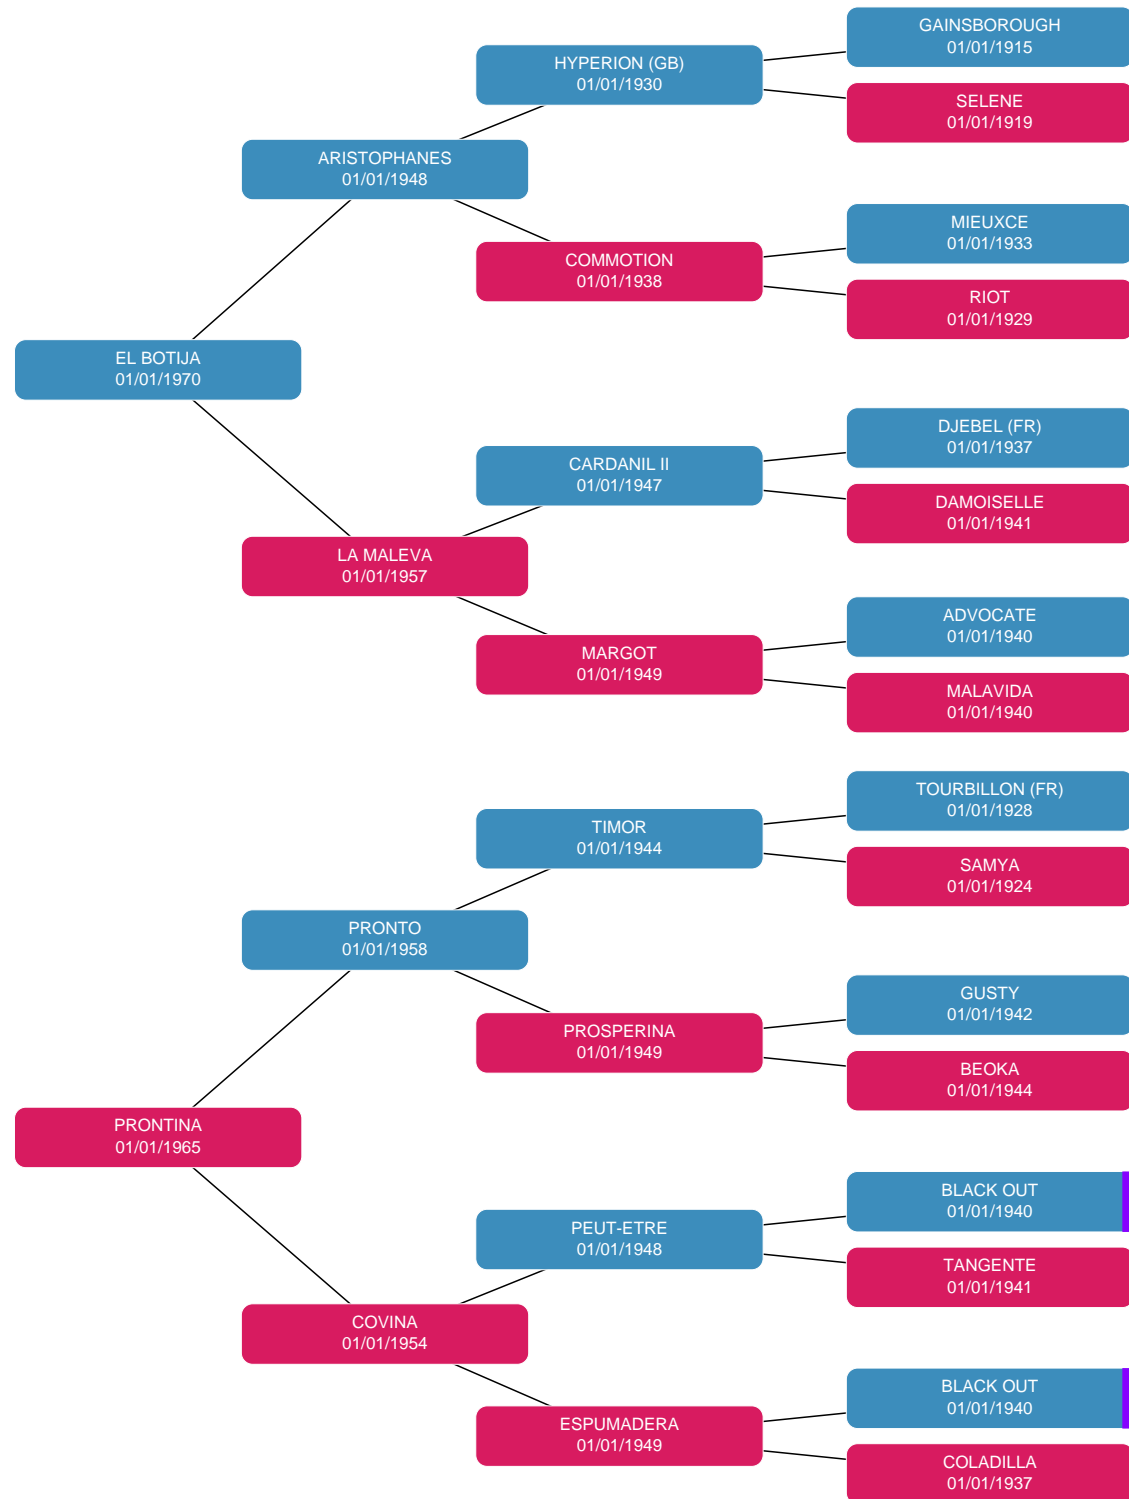 GAINSBOROUGH
01/01/1915
HYPERION (GB)
01/01/1930
SELENE
01/01/1919
ARISTOPHANES
01/01/1948
MIEUXCE
01/01/1933
COMMOTION
01/01/1938
RIOT
01/01/1929
EL BOTIJA
01/01/1970
DJEBEL (FR)
01/01/1937
CARDANIL II
01/01/1947
DAMOISELLE
01/01/1941
LA MALEVA
01/01/1957
ADVOCATE
01/01/1940
MARGOT
01/01/1949
MALAVIDA
01/01/1940
TOURBILLON (FR)
01/01/1928
TIMOR
01/01/1944
SAMYA
01/01/1924
PRONTO
01/01/1958
GUSTY
01/01/1942
PROSPERINA
01/01/1949
BEOKA
01/01/1944
PRONTINA
01/01/1965
BLACK OUT
01/01/1940
PEUT-ETRE
01/01/1948
TANGENTE
01/01/1941
COVINA
01/01/1954
BLACK OUT
01/01/1940
ESPUMADERA
01/01/1949
COLADILLA
01/01/1937